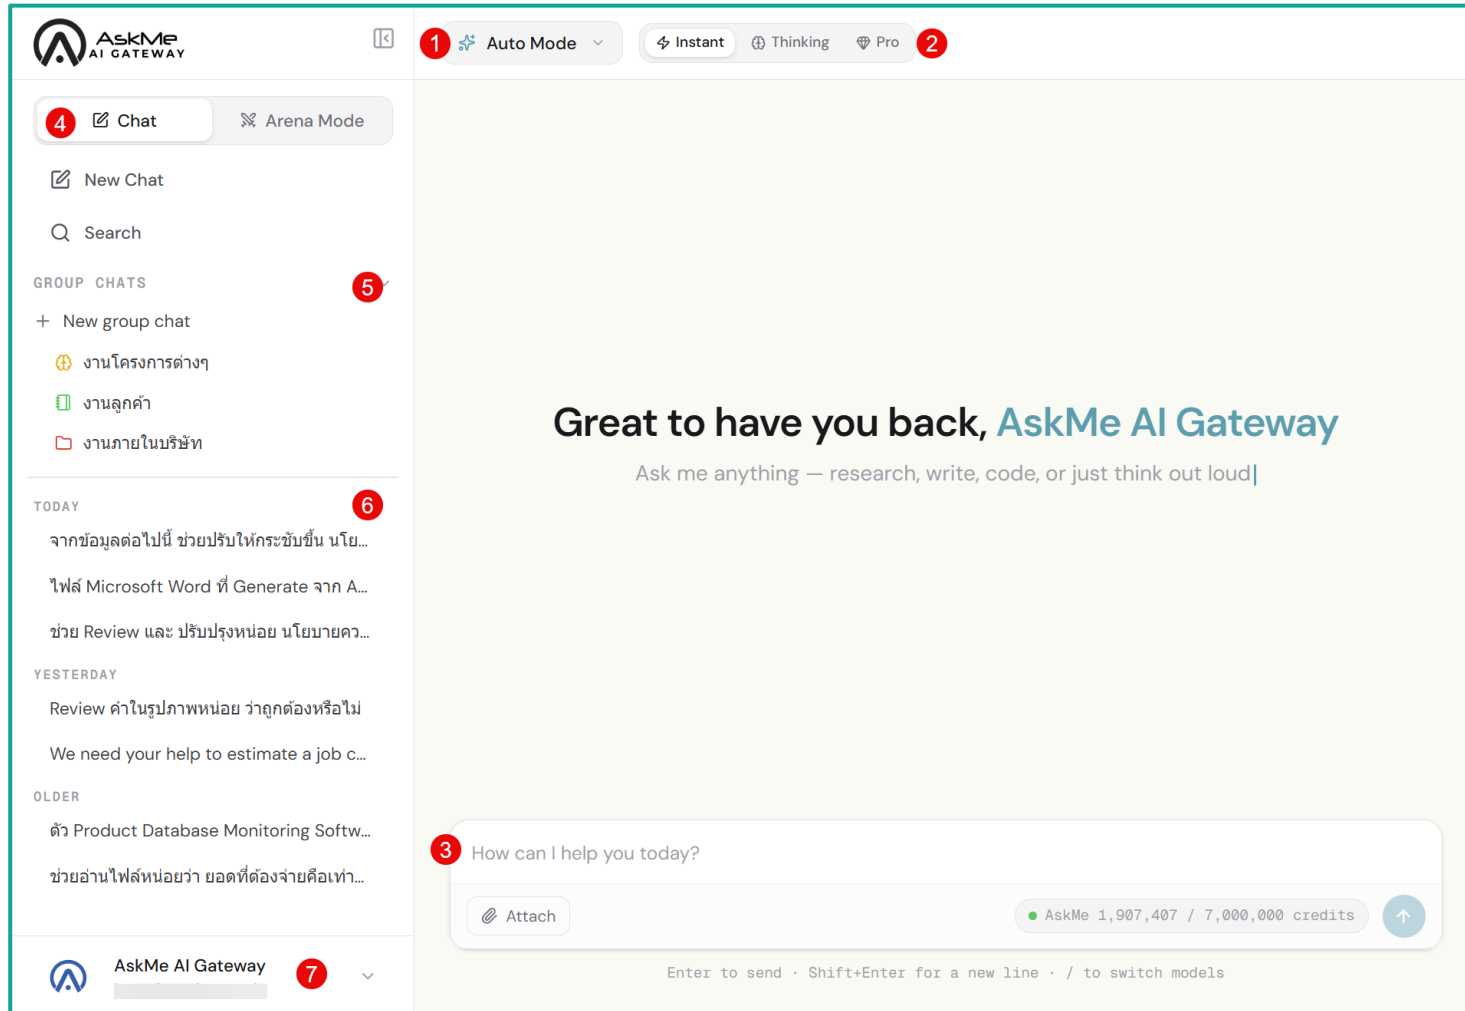 AskMe
AI GATEWAY
1
Auto Mode
Instant
Thinking
Pro
2
4
Chat
Arena Mode
New Chat
Search
GROUP CHATS
5
New group chat
งานโครงการต่างๆ
งานลูกค้า
งานภายในบริษัท
TODAY
6
จากข้อมูลต่อไปนี้ ช่วยปรับให้กระชับขึ้น นโย...
ไฟล์ Microsoft Word ที่ Generate จาก A...
ช่วย Review และ ปรับปรุงหน่อย นโยบายคว...
YESTERDAY
Review คำในรูปภาพหน่อย ว่าถูกต้องหรือไม่
We need your help to estimate a job c...
OLDER
ตัว Product Database Monitoring Softw...
ช่วยอ่านไฟล์หน่อยว่า ยอดที่ต้องจ่ายคือเท่า...
AskMe AI Gateway
7
Great to have you back, AskMe AI Gateway
Ask me anything — research, write, code, or just think out loud
3
How can I help you today?
Attach
AskMe 1,907,407 / 7,000,000 credits
Enter to send · Shift+Enter for a new line · / to switch models